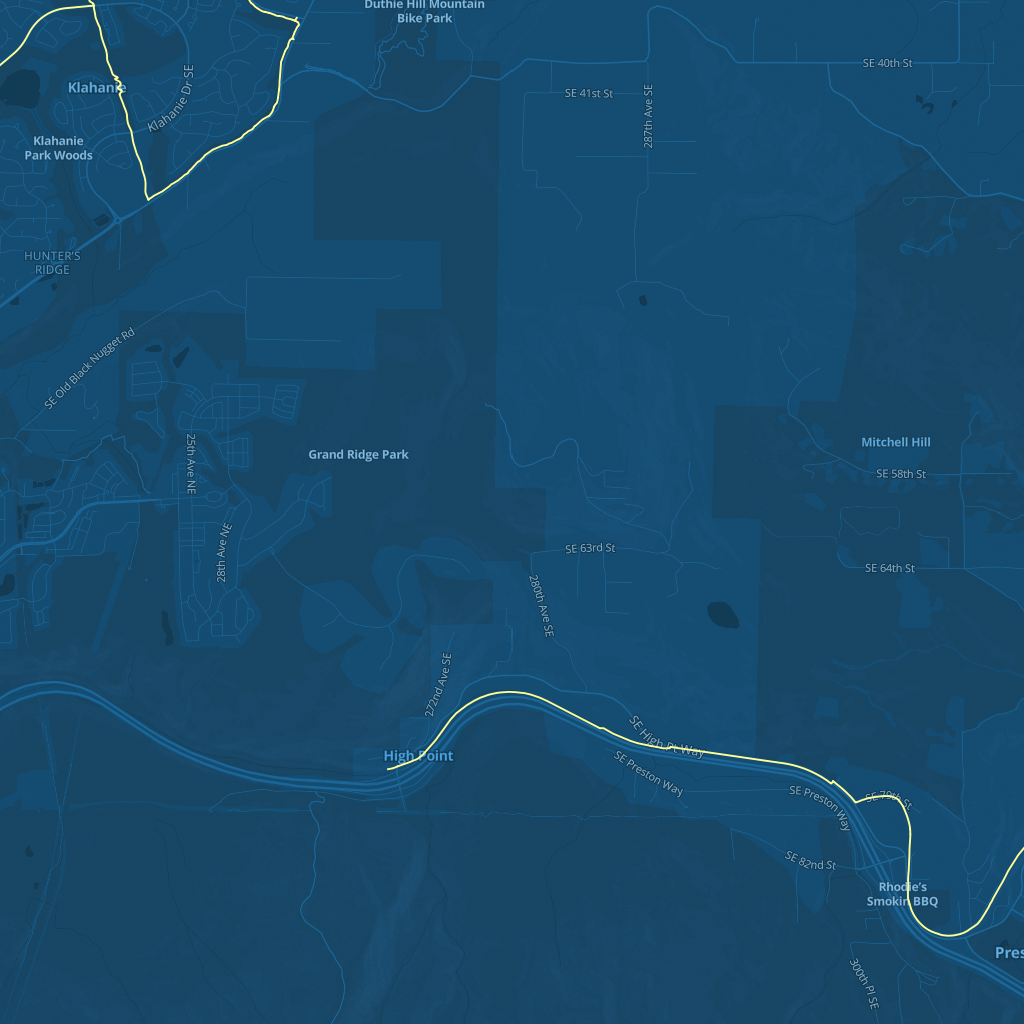 Duthie Hill Mountain
Bike Park
SE 40th St
Klahanie
Klahanie Dr SE
SE 41st St
287th Ave SE
Klahanie
Park Woods
HUNTER'S
RIDGE
SE Old Black Nugget Rd
25th Ave NE
Grand Ridge Park
Mitchell Hill
SE 58th St
28th Ave NE
SE 63rd St
SE 64th St
280th Ave SE
272nd Ave SE
High Point
SE High Pt Way
SE Preston Way
SE Preston Way
SE 79th St
SE 82nd St
Rhodie's
Smokin BBQ
Pres
300th Pl SE